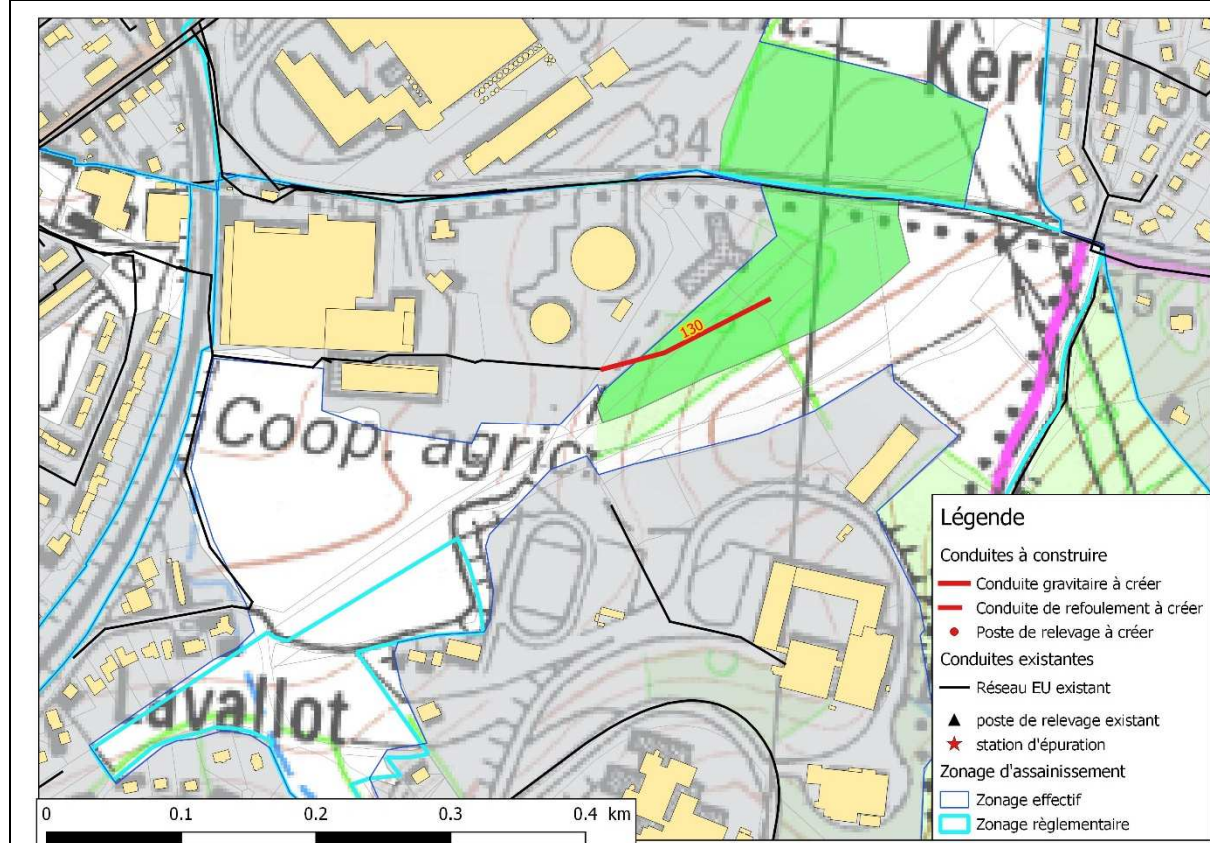 34
130
55
Coop. agric.
Lavallot
Légende
Conduites à construire
Conduite gravitaire à créer
Conduite de refoulement à créer
Poste de relevage à créer
Conduites existantes
Réseau EU existant
poste de relevage existant
station d'épuration
Zonage d'assainissement
Zonage effectif
Zonage règlementaire
0 0.1 0.2 0.3 0.4 km